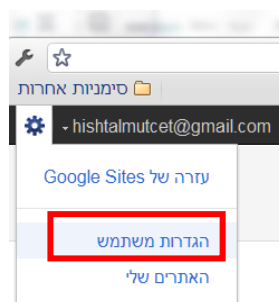 סימניות אחרות
hishtalmutcet@gmail.com
עזרה של Google Sites
הגדרות משתמש
האתרים שלי